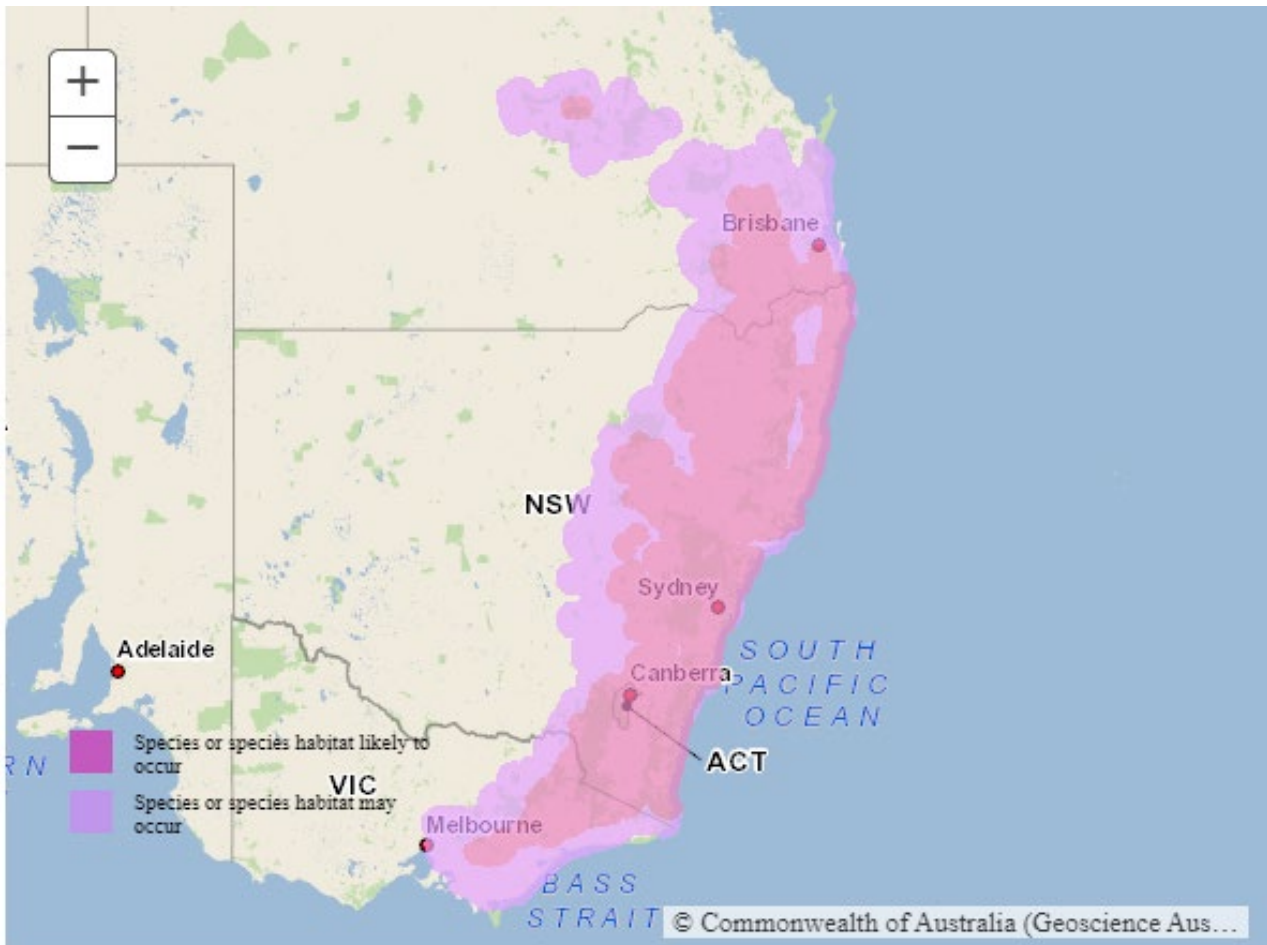 +
−
Brisbane
NSW
Sydney
Adelaide
Canberra
SOUTH
PACIFIC
OCEAN
ACT
RN
Species or species habitat likely to
occur
VIC
Species or species habitat may
occur
Melbourne
BASS
STRAIT
© Commonwealth of Australia (Geoscience Aus...